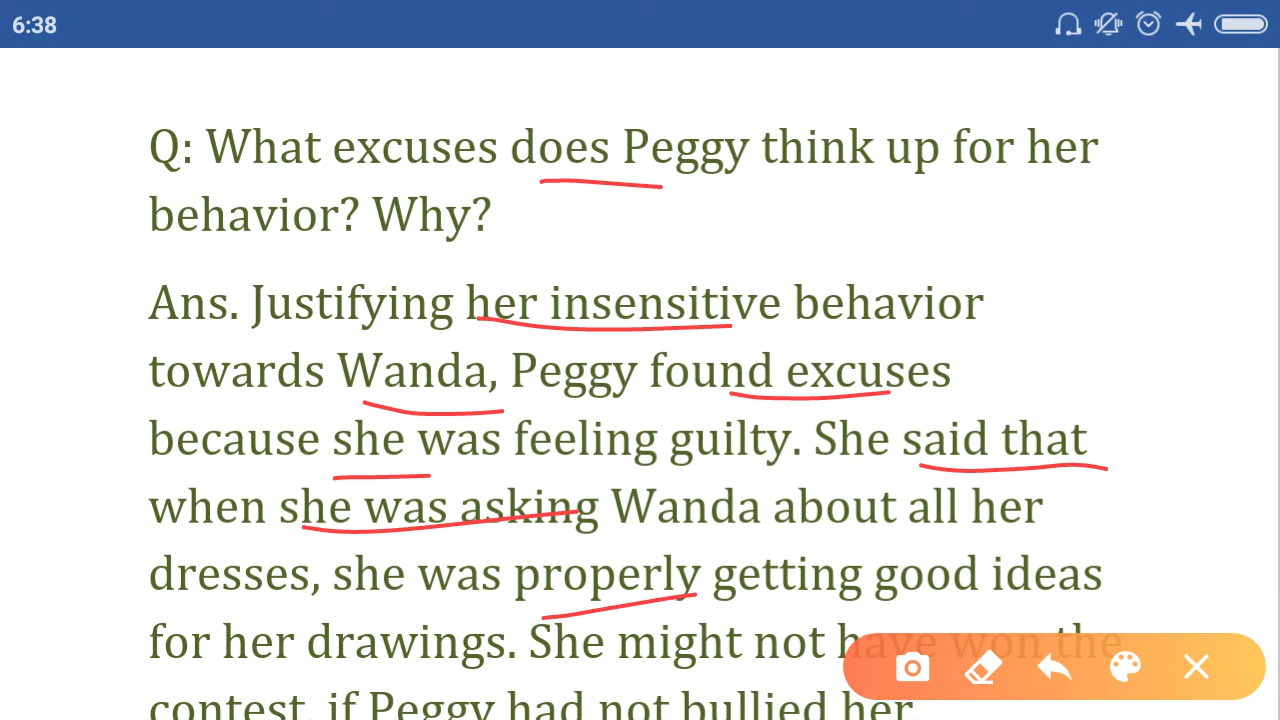 6:38
Q: What excuses does Peggy think up for her
behavior? Why?
Ans. Justifying her insensitive behavior
towards Wanda, Peggy found excuses
because she was feeling guilty. She said that
when she was asking Wanda about all her
dresses, she was properly getting good ideas
for her drawings. She might not have won the
contest, if Peggy had not bullied her.